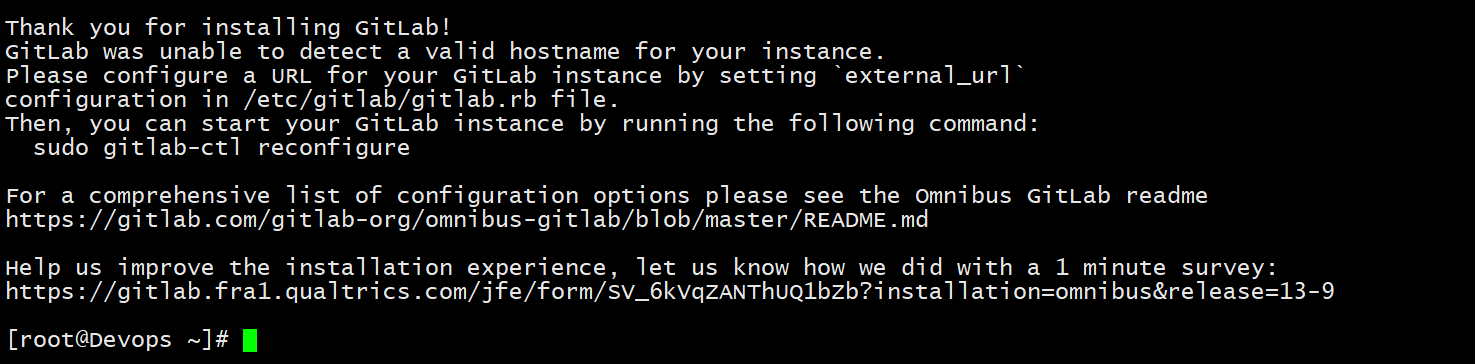 Thank you for installing GitLab!
GitLab was unable to detect a valid hostname for your instance.
Please configure a URL for your GitLab instance by setting `external_url`
configuration in /etc/gitlab/gitlab.rb file.
Then, you can start your GitLab instance by running the following command:
  sudo gitlab-ctl reconfigure
For a comprehensive list of configuration options please see the Omnibus GitLab readme
https://gitlab.com/gitlab-org/omnibus-gitlab/blob/master/README.md
Help us improve the installation experience, let us know how we did with a 1 minute survey:
https://gitlab.fra1.qualtrics.com/jfe/form/SV_6kVqZANThUQ1bZb?installation=omnibus&release=13-9
[root@Devops ~]#